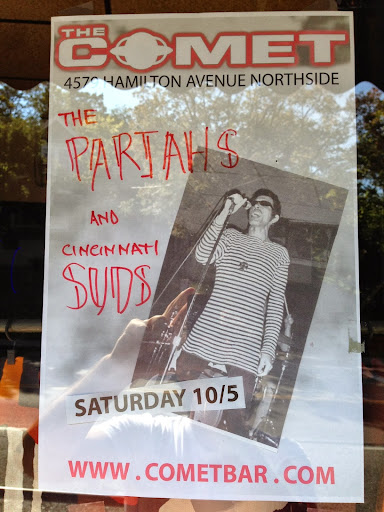 THE
COMET
4579 HAMILTON AVENUE NORTHSIDE
THE
PARIAHS
AND
CINCINNATI
SUDS
SATURDAY 10/5
WWW.COMETBAR.COM